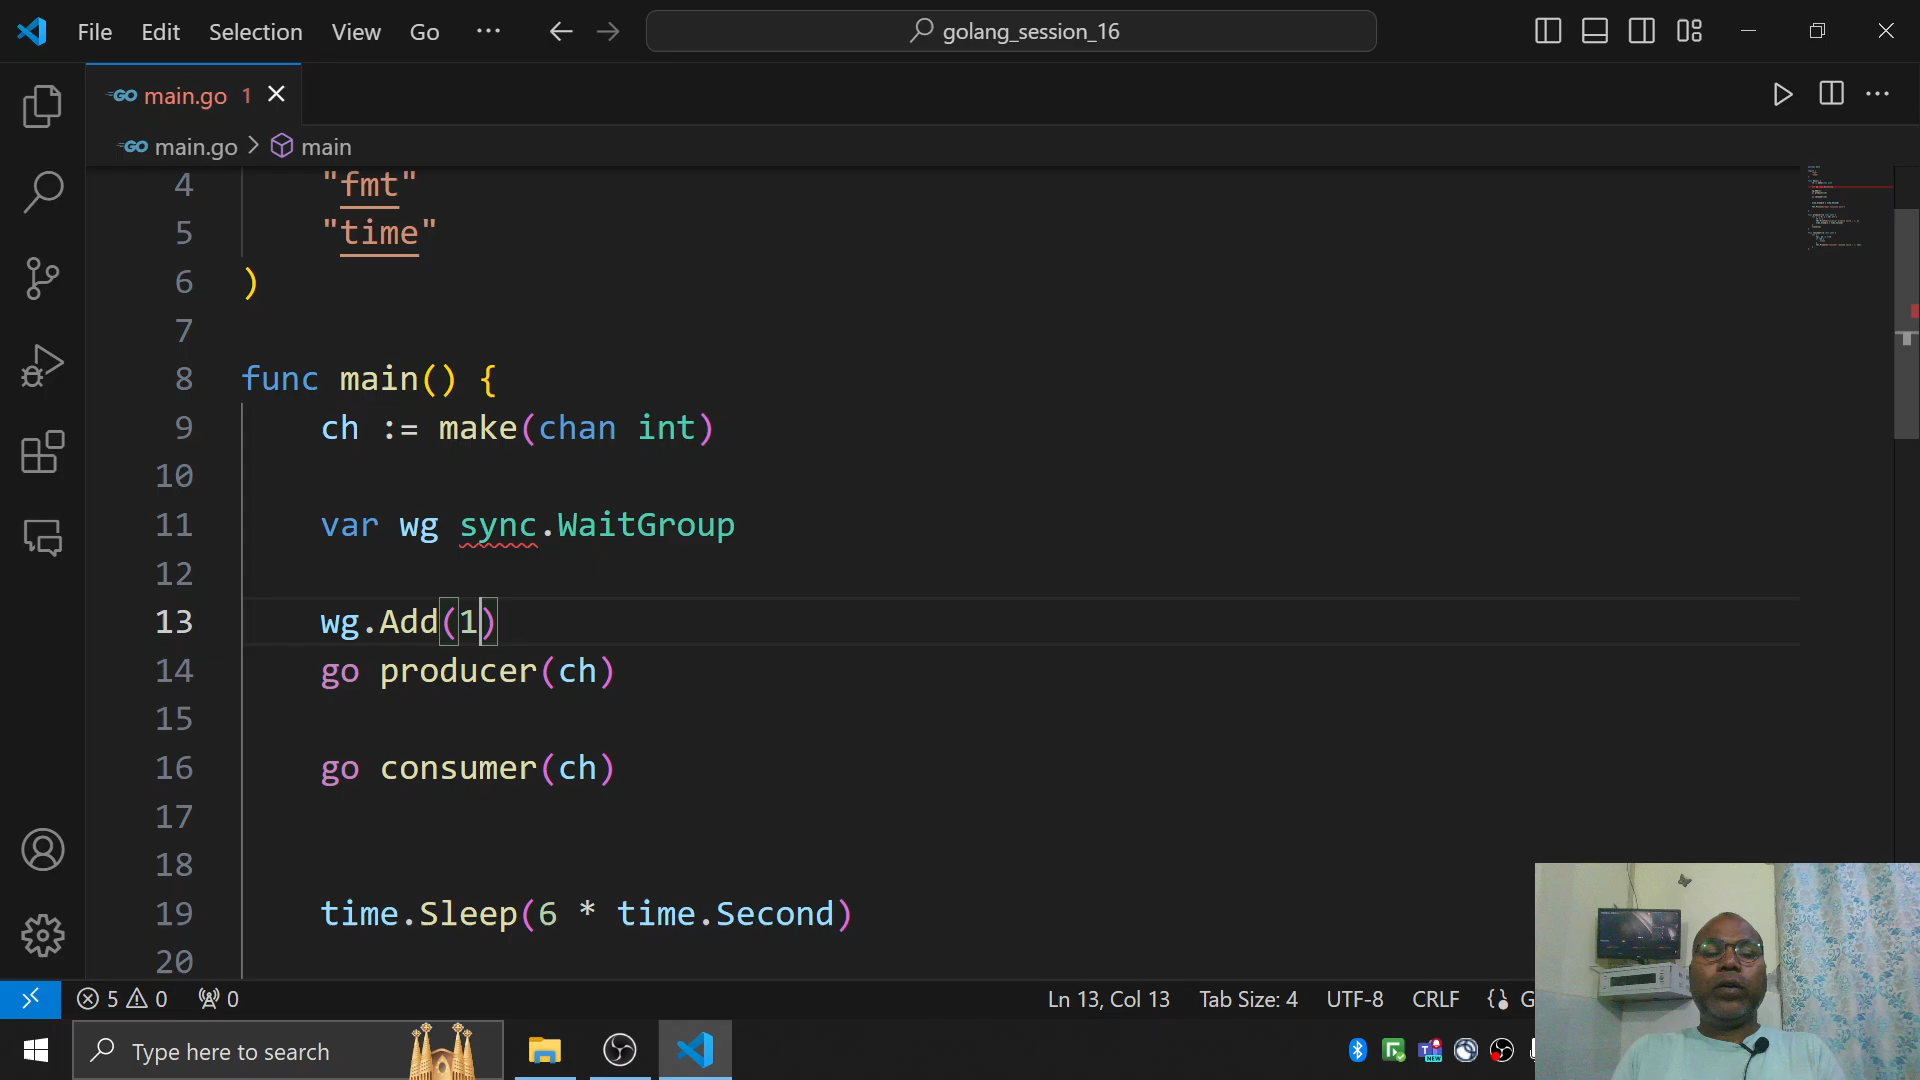 File Edit Selection View Go ··· golang_session_16
GO main.go 1
GO main.go > main
4 "fmt"
5 "time"
6 )
7
8 func main() {
9 ch := make(chan int)
10
11 var wg sync.WaitGroup
12
13 wg.Add(1)
14 go producer(ch)
15
16 go consumer(ch)
17
18
19 time.Sleep(6 * time.Second)
20
5 0 0 Ln 13, Col 13 Tab Size: 4 UTF-8 CRLF {} G
Type here to search
NEW